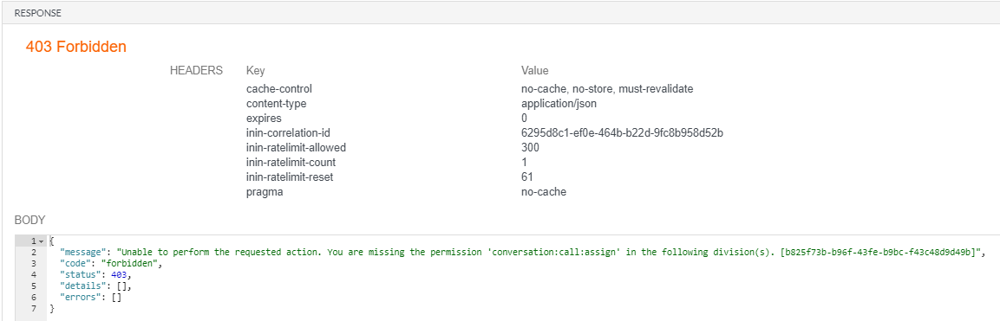 RESPONSE
403 Forbidden
HEADERS Key Value
cache-control no-cache, no-store, must-revalidate
content-type application/json
expires 0
inin-correlation-id 6295d8c1-ef0e-464b-b22d-9fc8b958d52b
inin-ratelimit-allowed 300
inin-ratelimit-count 1
inin-ratelimit-reset 61
pragma no-cache
BODY
1 {
2 "message": "Unable to perform the requested action. You are missing the permission 'conversation:call:assign' in the following division(s). [b825f73b-b96f-43fe-b9bc-f43c48d9d49b]",
3 "code": "forbidden",
4 "status": 403,
5 "details": [],
6 "errors": []
7 }